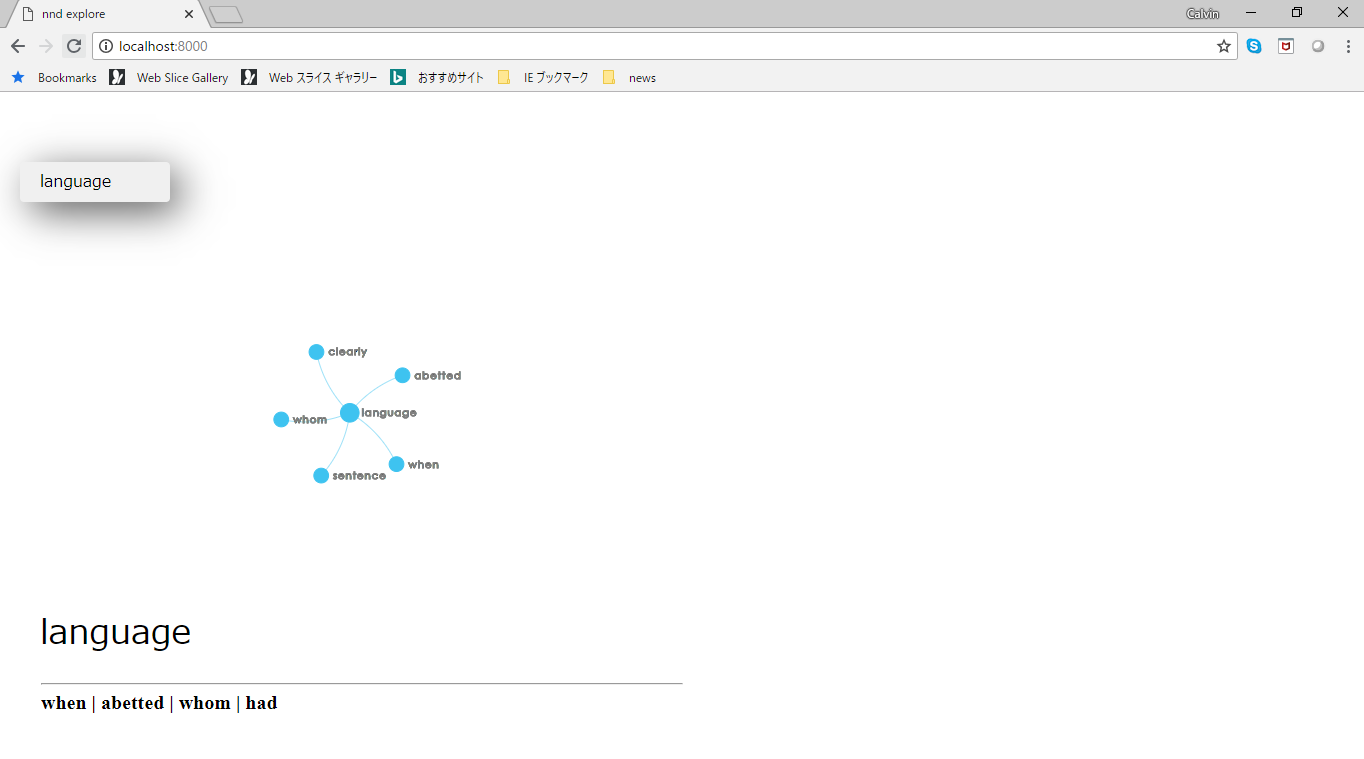 nnd explore
Calvin
localhost:8000
Bookmarks Web Slice Gallery Web スライス ギャラリー おすすめサイト IE ブックマーク news
language
clearly
abetted
language
whom
when
sentence
language
when | abetted | whom | had